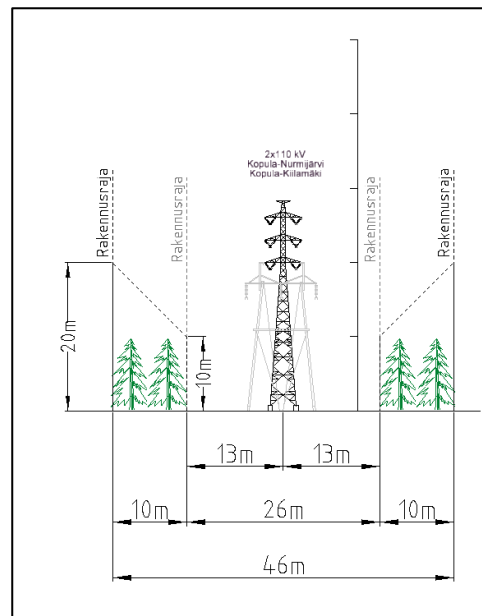 2x110 kV
Kopula-Nurmijärvi
Kopula-Kiilamäki
Rakennusraja
Rakennusraja
Rakennusraja
Rakennusraja
20m
10m
13m
13m
10m
26m
10m
46m